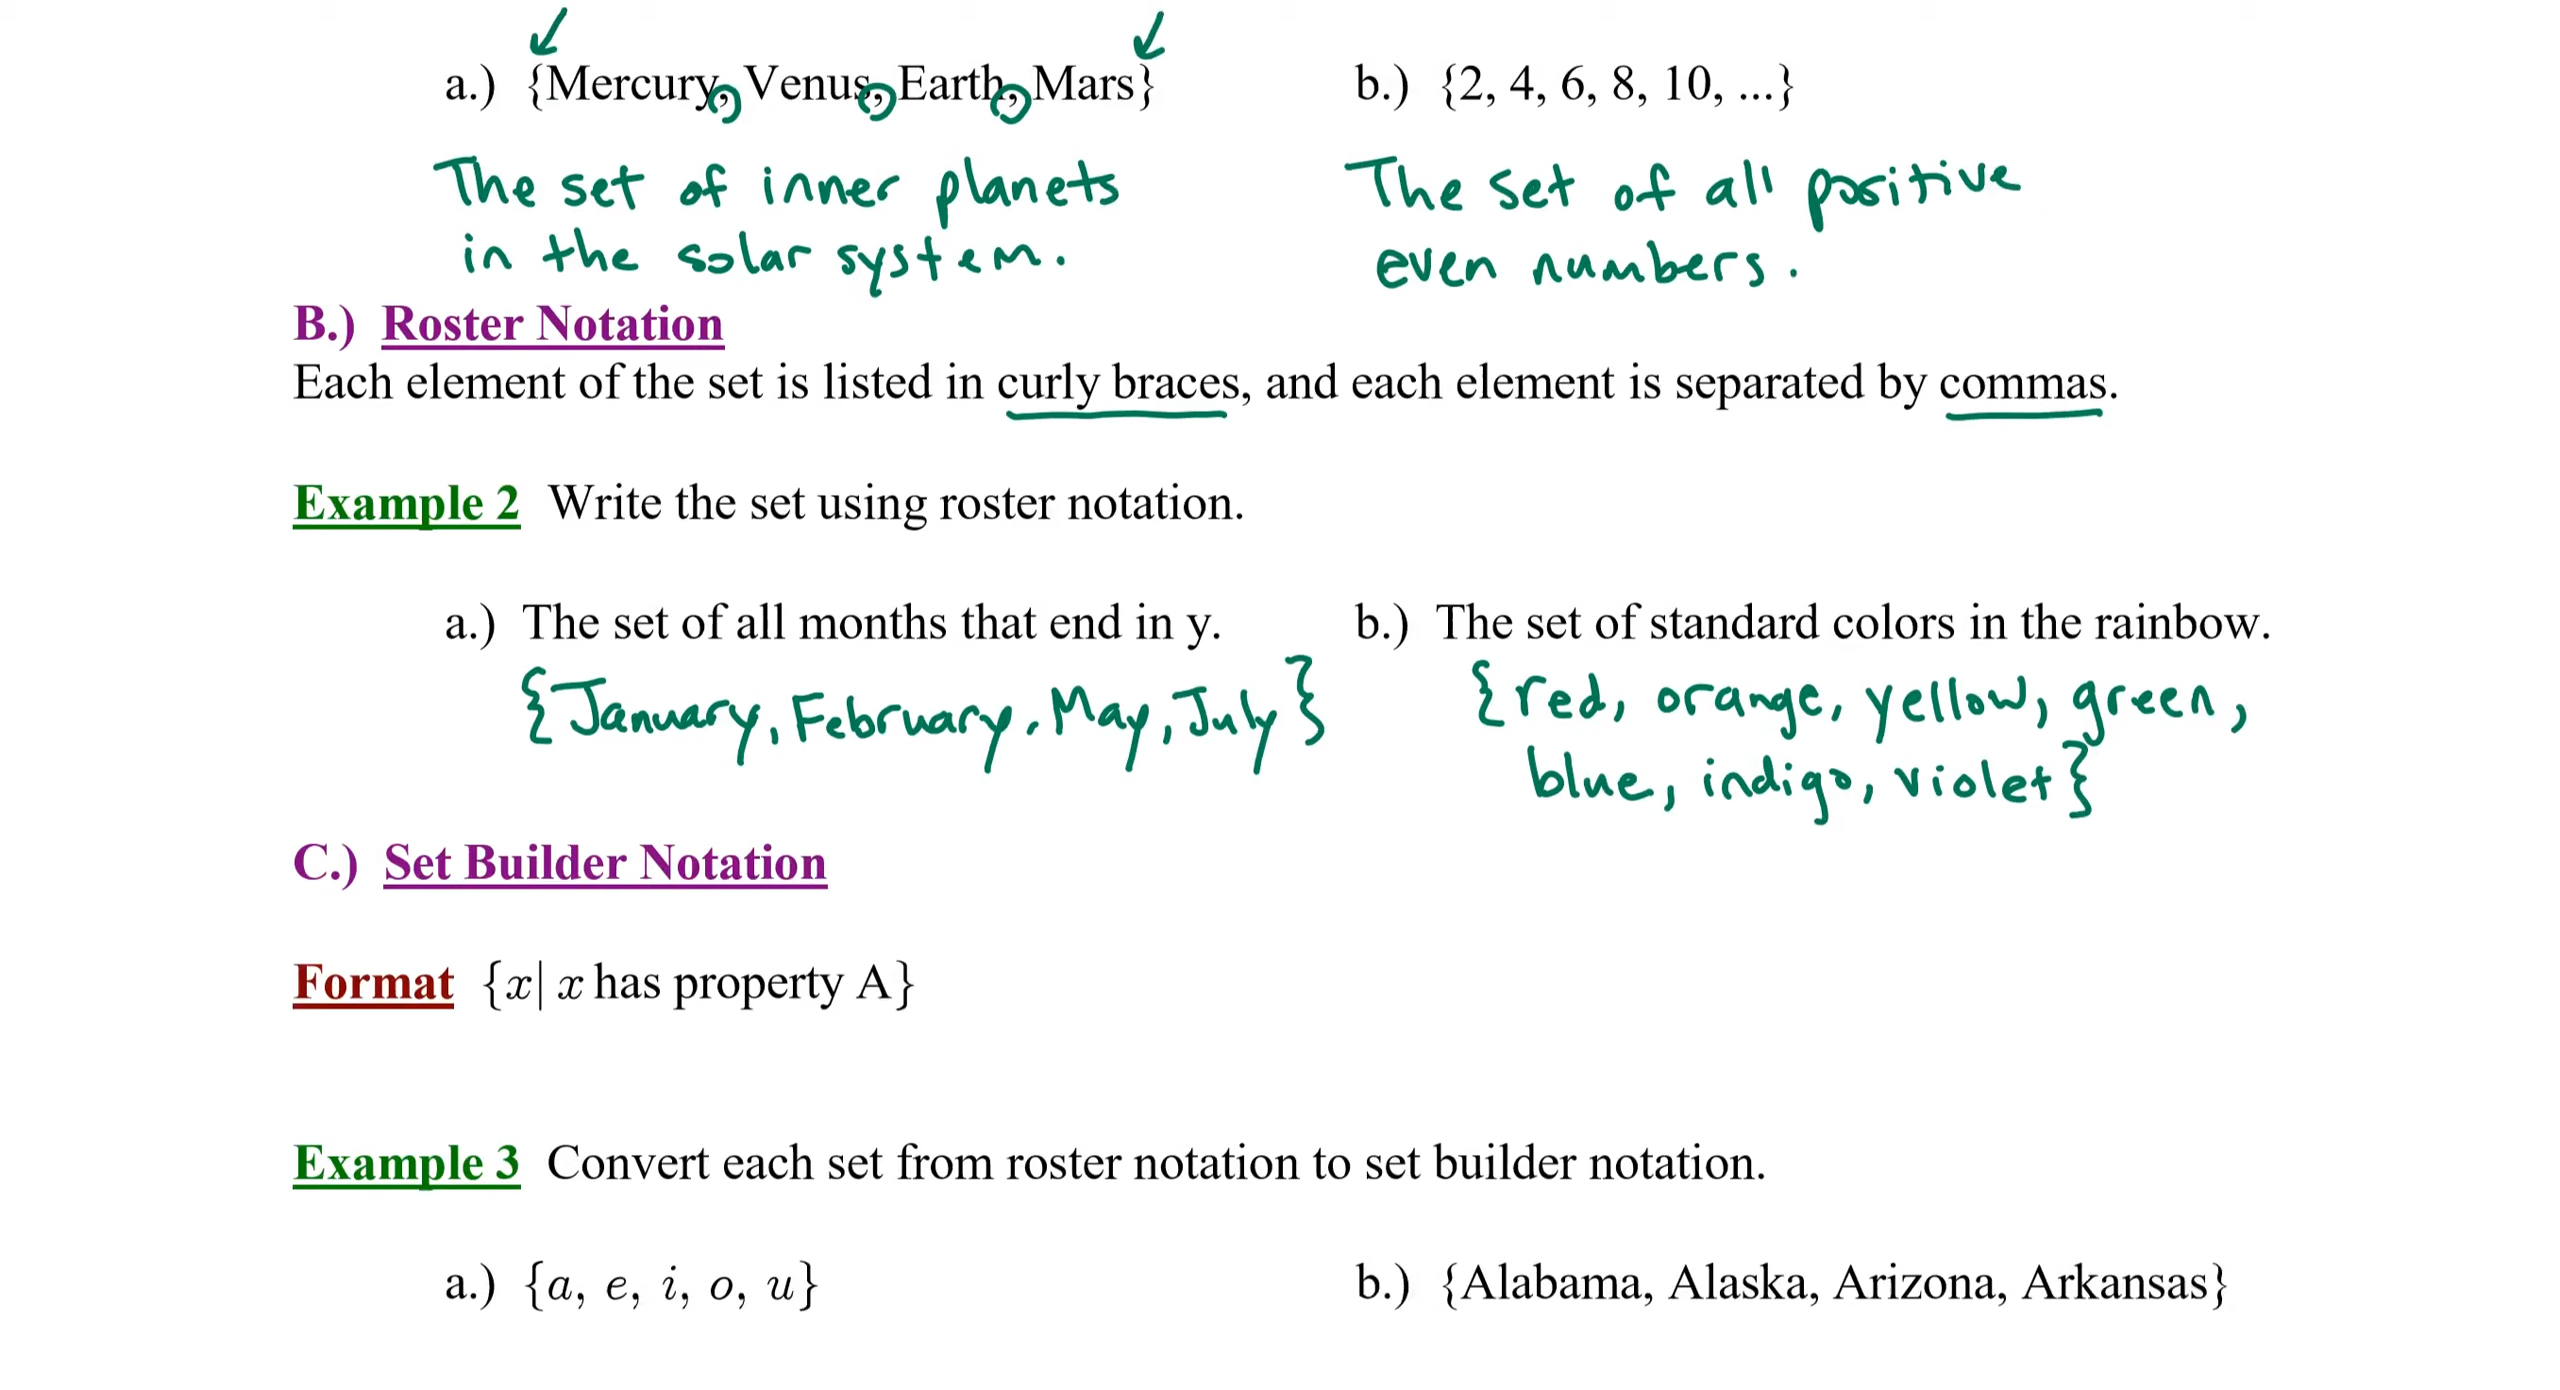 a.) {Mercury, Venus, Earth, Mars}
b.) {2, 4, 6, 8, 10, ...}
The set of inner planets
in the solar system.
The set of all positive
even numbers.
B.) Roster Notation
Each element of the set is listed in curly braces, and each element is separated by commas.
Example 2 Write the set using roster notation.
a.) The set of all months that end in y.
b.) The set of standard colors in the rainbow.
{January, February, May, July}
{red, orange, yellow, green,
blue, indigo, violet}
C.) Set Builder Notation
Format {x| x has property A}
Example 3 Convert each set from roster notation to set builder notation.
a.) {a, e, i, o, u}
b.) {Alabama, Alaska, Arizona, Arkansas}